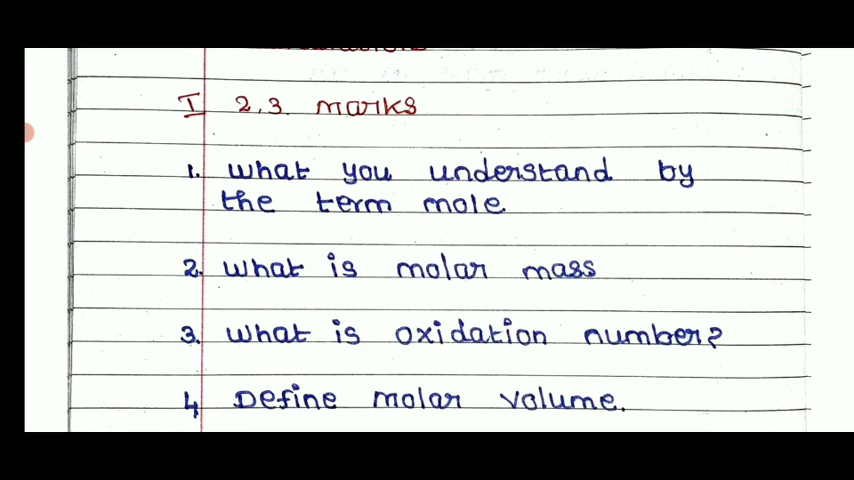 I 2,3. marks
1. What you understand by
the term mole
2. What is molar mass
3. What is oxidation number?
4 Define molar volume.